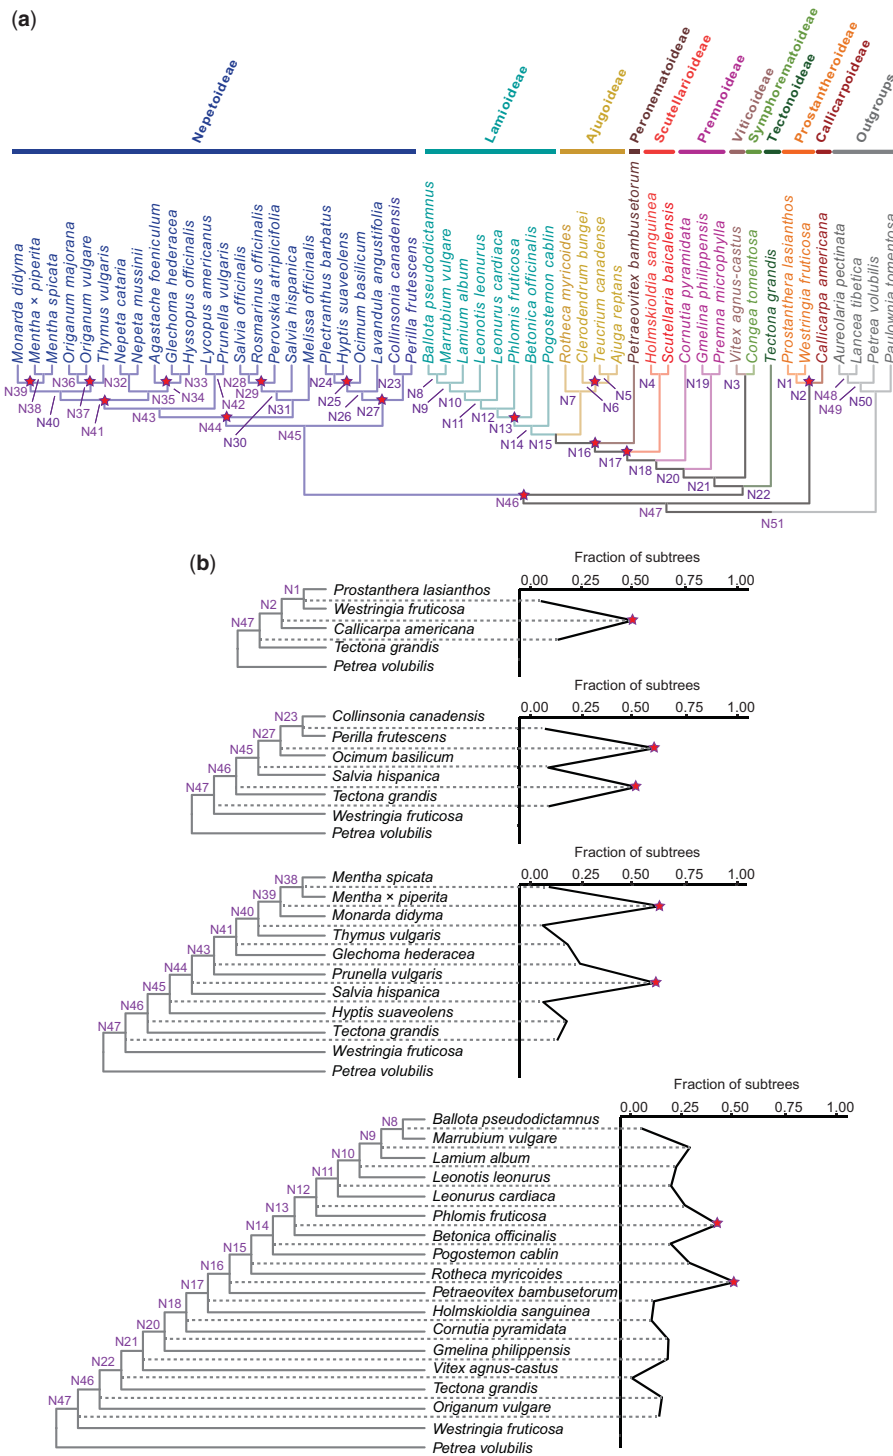 (a)
Nepetoideae
Lamioideae
Ajugoideae
Peronematoideae
Scutellarioideae
Premnoideae
Viticoideae
Symphorematoideae
Tectonoideae
Prostantheroideae
Callicarpoideae
Outgroups
Monarda didyma
Mentha × piperita
Mentha spicata
Origanum majorana
Origanum vulgare
Thymus vulgaris
Nepeta cataria
Nepeta mussinii
Agastache foeniculum
Glechoma hederacea
Hyssopus officinalis
Lycopus americanus
Prunella vulgaris
Salvia officinalis
Rosmarinus officinalis
Perovskia atriplicifolia
Salvia hispanica
Melissa officinalis
Plectranthus barbatus
Hyptis suaveolens
Ocimum basilicum
Lavandula angustifolia
Collinsonia canadensis
Perilla frutescens
Ballota pseudodictamnus
Marrubium vulgare
Lamium album
Leonotis leonurus
Leonurus cardiaca
Phlomis fruticosa
Betonica officinalis
Pogostemon cablin
Rotheca myricoides
Clerodendrum bungei
Teucrium canadense
Ajuga reptans
Petraeovitex bambusetorum
Holmskioldia sanguinea
Scutellaria baicalensis
Cornutia pyramidata
Gmelina philippensis
Premna microphylla
Vitex agnus-castus
Congea tomentosa
Tectona grandis
Prostanthera lasianthos
Westringia fruticosa
Callicarpa americana
Aureolaria pectinata
Lancea tibetica
Petrea volubilis
Paulownia tomentosa
N39 N36 N32 N33 N28 N24 N23 N8 N5 N4 N19 N3 N1 N48
N38 N37 N35 N34 N42 N29 N25 N9 N10 N7 N6 N2 N49 N50
N40 N41 N43 N44 N30 N31 N26 N27 N11 N12 N13
N45 N14 N15 N16 N17 N18 N20 N21 N22
N46 N47 N51
(b)
Fraction of subtrees
0.00 0.25 0.50 1.00
N1 Prostanthera lasianthos
N2 Westringia fruticosa
N47 Callicarpa americana
Tectona grandis
Petrea volubilis
Fraction of subtrees
0.00 0.25 0.50 1.00
N23 Collinsonia canadensis
N27 Perilla frutescens
N45 Ocimum basilicum
N46 Salvia hispanica
N47 Tectona grandis
Westringia fruticosa
Petrea volubilis
Fraction of subtrees
0.00 0.25 0.50 1.00
N38 Mentha spicata
N39 Mentha × piperita
N40 Monarda didyma
N41 Thymus vulgaris
N43 Glechoma hederacea
N44 Prunella vulgaris
N45 Salvia hispanica
N46 Hyptis suaveolens
N47 Tectona grandis
Westringia fruticosa
Petrea volubilis
Fraction of subtrees
0.00 0.25 0.50 1.00
N8 Ballota pseudodictamnus
N9 Marrubium vulgare
N10 Lamium album
N11 Leonotis leonurus
N12 Leonurus cardiaca
N13 Phlomis fruticosa
N14 Betonica officinalis
N15 Pogostemon cablin
N16 Rotheca myricoides
N17 Petraeovitex bambusetorum
N18 Holmskioldia sanguinea
N20 Cornutia pyramidata
N21 Gmelina philippensis
N22 Vitex agnus-castus
N46 Tectona grandis
N47 Origanum vulgare
Westringia fruticosa
Petrea volubilis